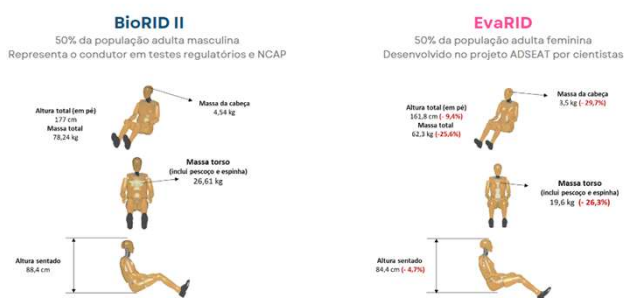 BioRID II
50% da população adulta masculina
Representa o condutor em testes regulatórios e NCAP
Massa da cabeça
4,54 kg
Altura total (em pé)
177 cm
Massa total
78,24 kg
Massa torso
(inclui pescoço e espinha)
26,61 kg
Altura sentado
88,4 cm
EvaRID
50% da população adulta feminina
Desenvolvido no projeto ADSEAT por cientistas
Massa da cabeça
3,5 kg (- 29,7%)
Altura total (em pé)
161,8 cm (- 9,4%)
Massa total
62,3 kg (-25,6%)
Massa torso
(inclui pescoço e espinha)
19,6 kg (- 26,3%)
Altura sentado
84,4 cm (- 4,7%)